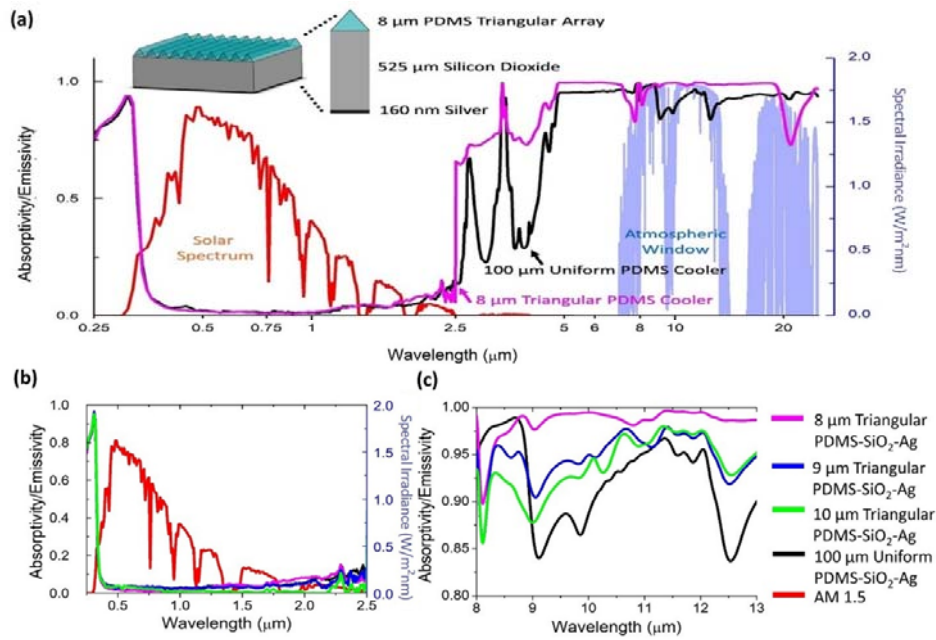 (a)
8 μm PDMS Triangular Array
525 μm Silicon Dioxide
160 nm Silver
Absorptivity/Emissivity
1.0
0.5
0.0
Solar
Spectrum
Atmospheric
Window
100 μm Uniform PDMS Cooler
8 μm Triangular PDMS Cooler
2.0
1.5
1.0
0.5
0.0
Spectral Irradiance (W/m²nm)
0.25 0.5 0.75 1 2.5 5 6 8 10 20
Wavelength (μm)
(b)
Absorptivity/Emissivity
1.0
0.8
0.6
0.4
0.2
0.0
2.0
1.5
1.0
0.5
0.0
Spectral Irradiance (W/m²nm)
0.5 1.0 1.5 2.0 2.5
Wavelength (μm)
(c)
Absorptivity/Emissivity
1.00
0.95
0.90
0.85
0.80
8 9 10 11 12 13
Wavelength (μm)
8 μm Triangular
PDMS-SiO₂-Ag
9 μm Triangular
PDMS-SiO₂-Ag
10 μm Triangular
PDMS-SiO₂-Ag
100 μm Uniform
PDMS-SiO₂-Ag
AM 1.5